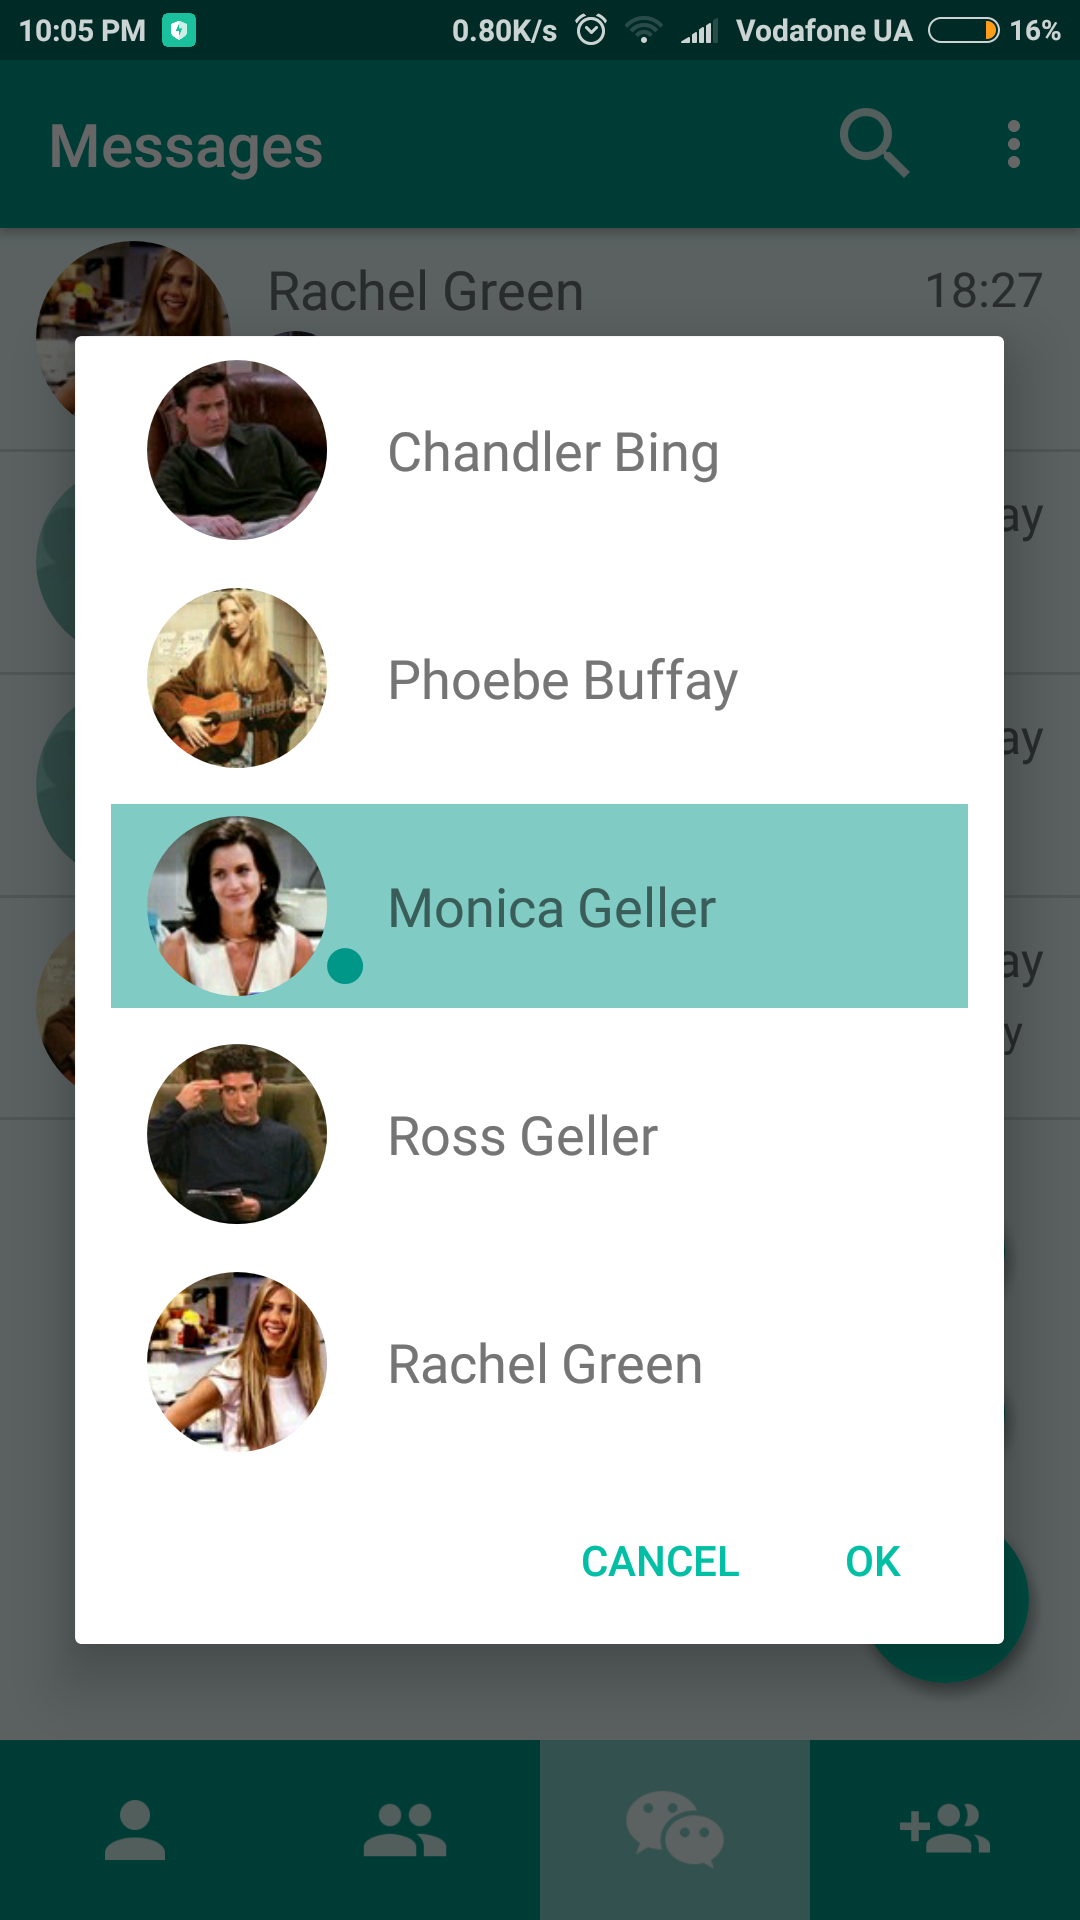 10:05 PM 0.80K/s Vodafone UA 16%
Messages
Rachel Green 18:27
Chandler Bing
ay
Phoebe Buffay
ay
Monica Geller
ay
y
Ross Geller
Rachel Green
CANCEL OK